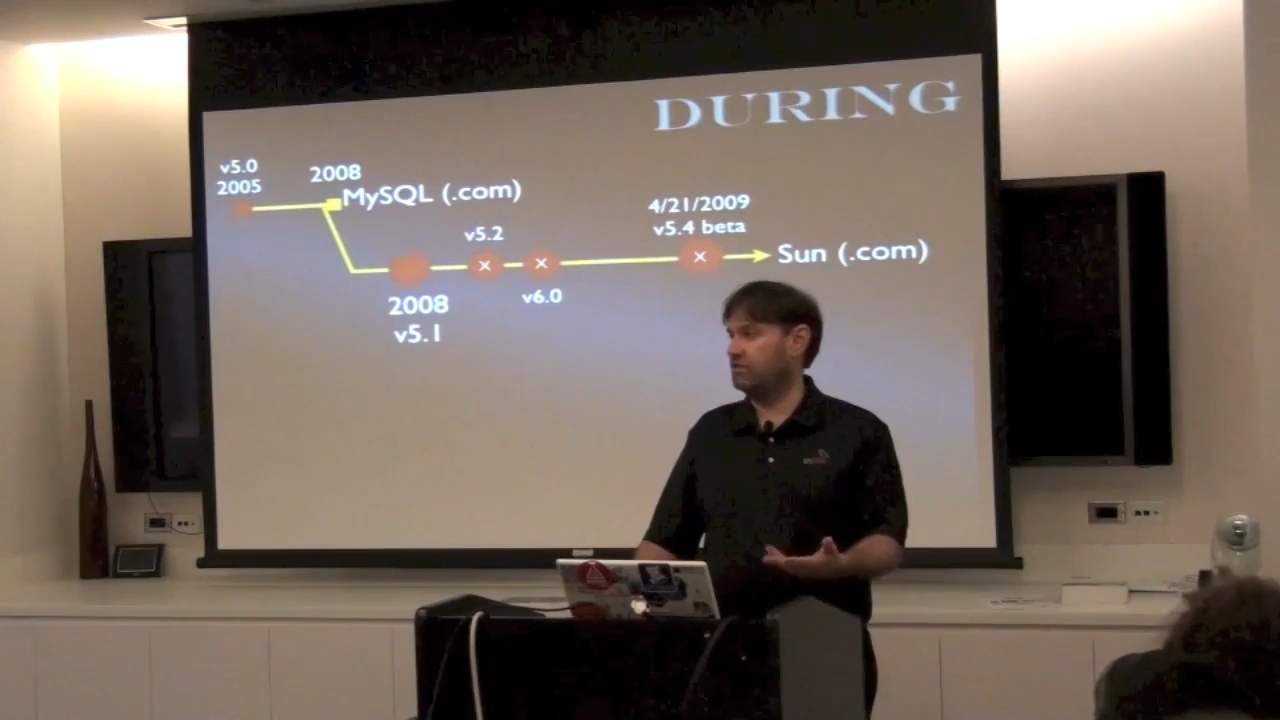 DURING
v5.0
2005
2008
MySQL (.com)
v5.2
4/21/2009
v5.4 beta
Sun (.com)
v6.0
2008
v5.1